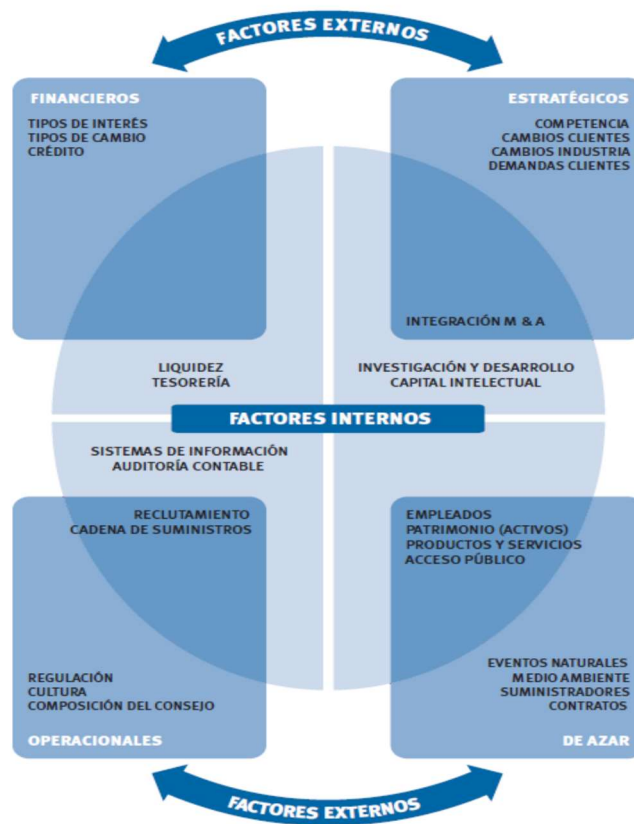 FACTORES EXTERNOS
FINANCIEROS
TIPOS DE INTERÉS
TIPOS DE CAMBIO
CRÉDITO
ESTRATÉGICOS
COMPETENCIA
CAMBIOS CLIENTES
CAMBIOS INDUSTRIA
DEMANDAS CLIENTES
INTEGRACIÓN M & A
LIQUIDEZ
TESORERÍA
INVESTIGACIÓN Y DESARROLLO
CAPITAL INTELECTUAL
FACTORES INTERNOS
SISTEMAS DE INFORMACIÓN
AUDITORÍA CONTABLE
RECLUTAMIENTO
CADENA DE SUMINISTROS
EMPLEADOS
PATRIMONIO (ACTIVOS)
PRODUCTOS Y SERVICIOS
ACCESO PÚBLICO
REGULACIÓN
CULTURA
COMPOSICIÓN DEL CONSEJO
OPERACIONALES
EVENTOS NATURALES
MEDIO AMBIENTE
SUMINISTRADORES
CONTRATOS
DE AZAR
FACTORES EXTERNOS